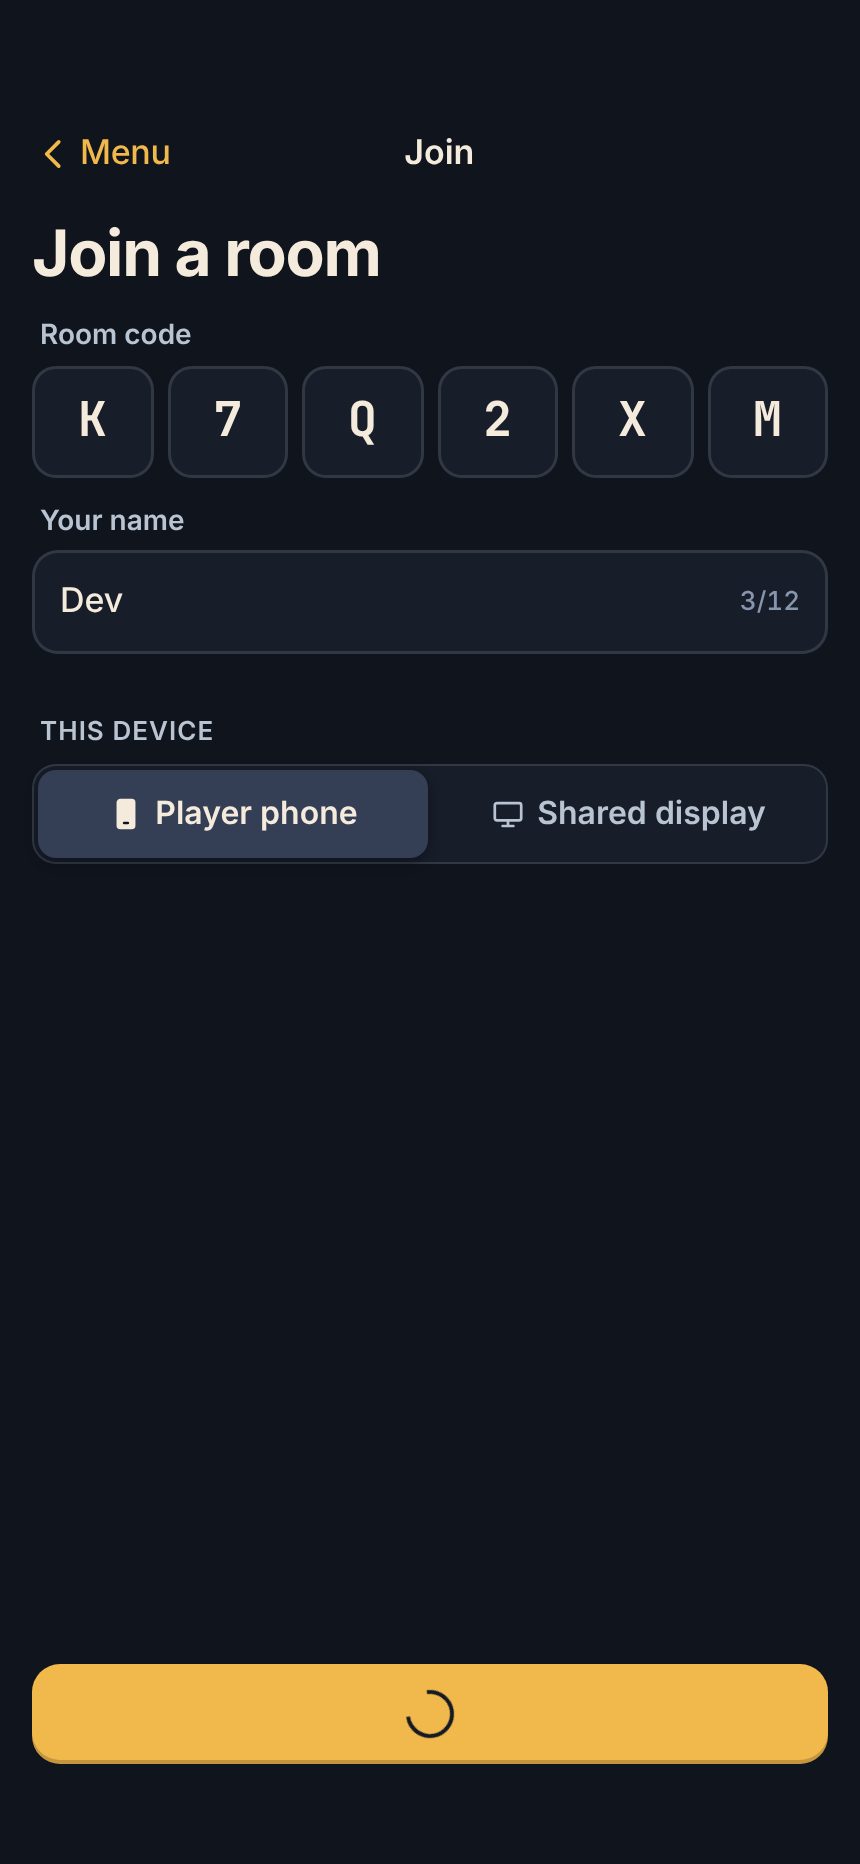 Menu
Join
Join a room
Room code
K 7 Q 2 X M
Your name
Dev
3/12
THIS DEVICE
Player phone
Shared display